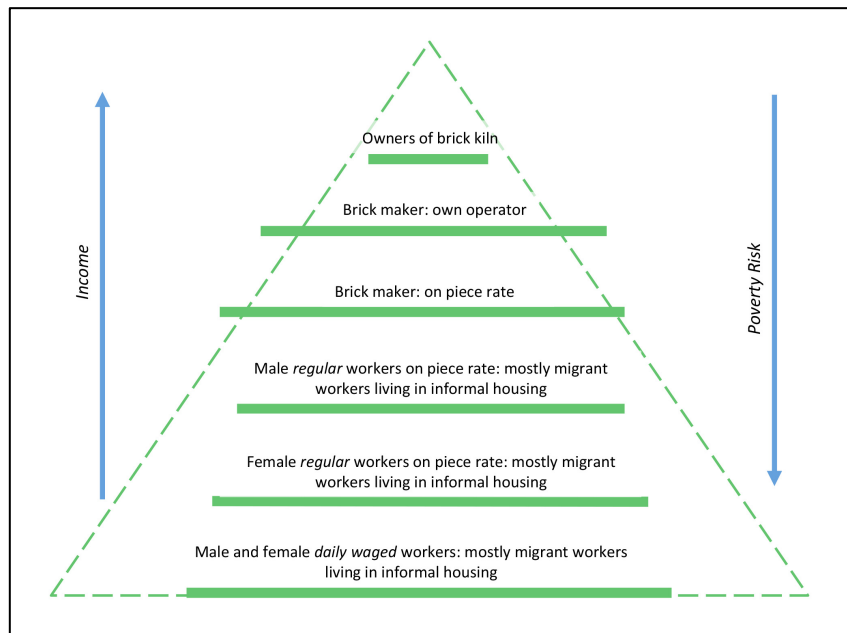 Owners of brick kiln
Brick maker: own operator
Income
Poverty Risk
Brick maker: on piece rate
Male regular workers on piece rate: mostly migrant
workers living in informal housing
Female regular workers on piece rate: mostly migrant
workers living in informal housing
Male and female daily waged workers: mostly migrant workers
living in informal housing